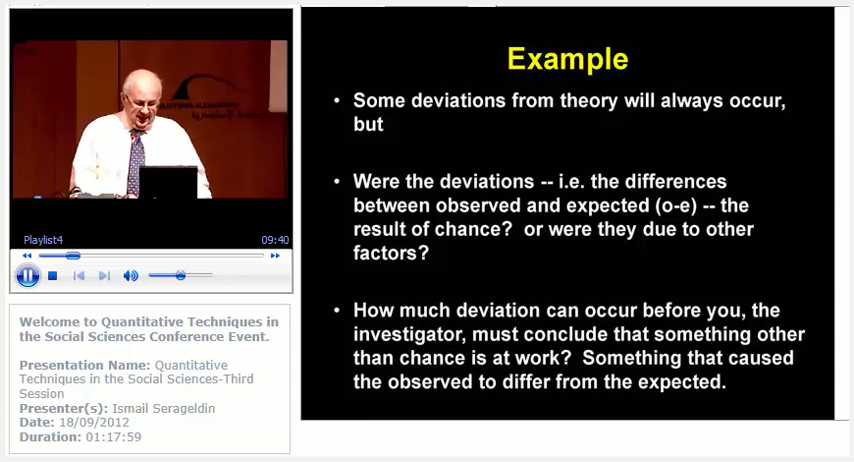 Playlist4
09:40
Welcome to Quantitative Techniques in
the Social Sciences Conference Event.
Presentation Name: Quantitative
Techniques in the Social Sciences-Third
Session
Presenter(s): Ismail Serageldin
Date: 18/09/2012
Duration: 01:17:59
Example
• Some deviations from theory will always occur,
but
• Were the deviations -- i.e. the differences
between observed and expected (o-e) -- the
result of chance? or were they due to other
factors?
• How much deviation can occur before you, the
investigator, must conclude that something other
than chance is at work? Something that caused
the observed to differ from the expected.